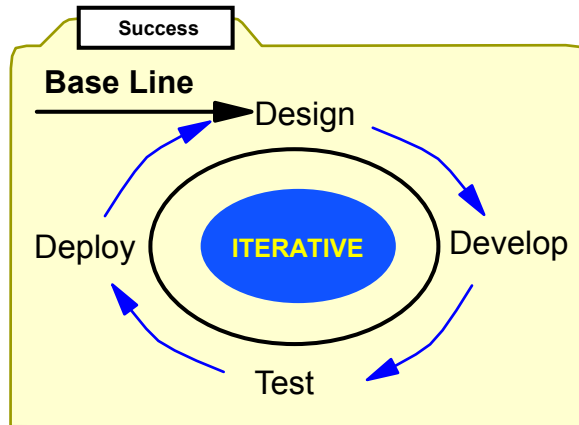 Success
Base Line
Design
Deploy
ITERATIVE
Develop
Test